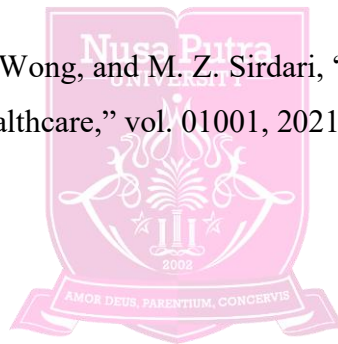 Nusa Putra
UNIVERSITY
Wong, and M. Z. Sirdari, “
althcare,” vol. 01001, 2021
2002
AMOR DEUS, PARENTIUM, CONCERVIS